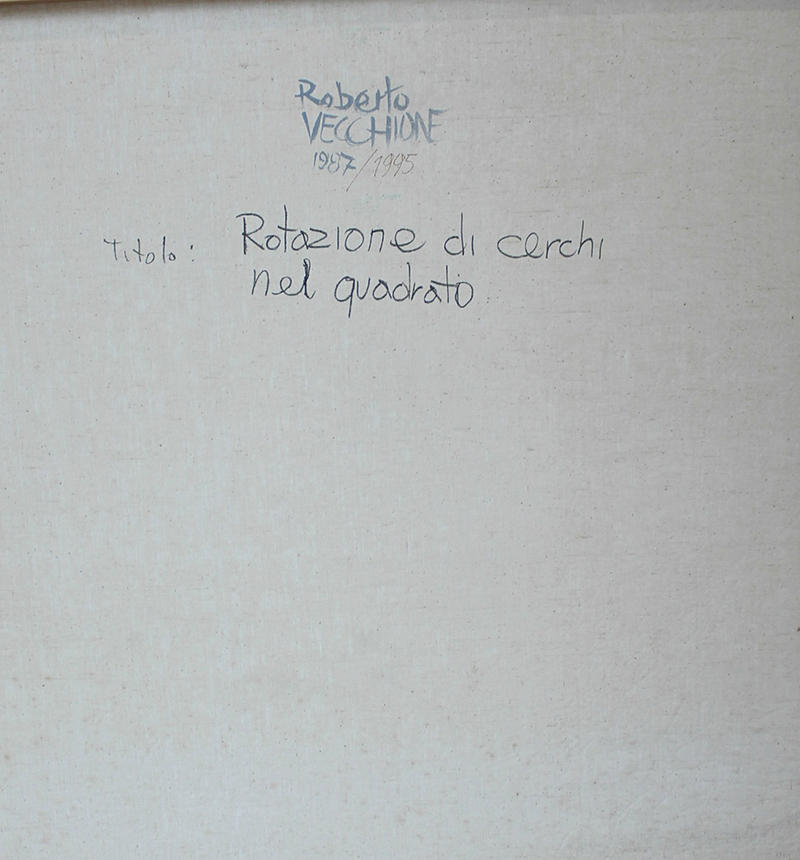 Roberto
VECCHIONE
1987/1995
Titolo: Rotazione di cerchi
nel quadrato